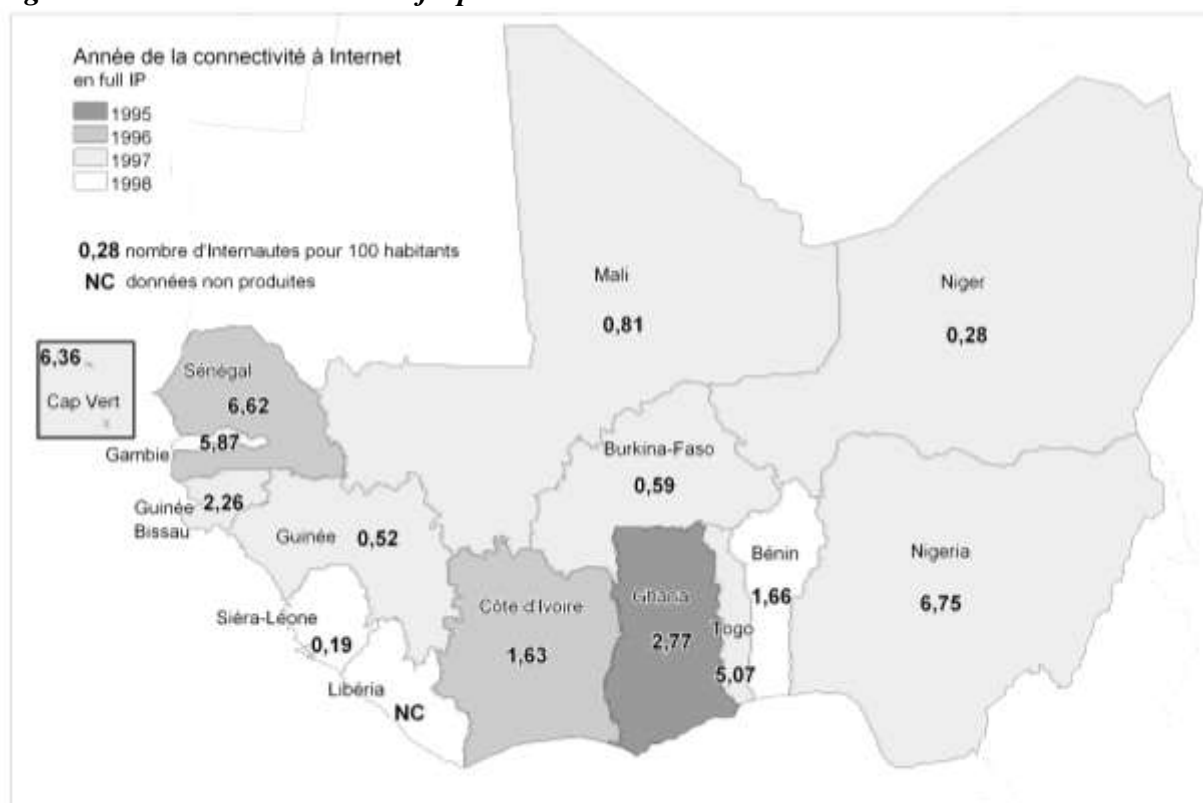 Année de la connectivité à Internet
en full IP
1995
1996
1997
1998
0,28 nombre d'Internautes pour 100 habitants
NC données non produites
Mali
0,81
Niger
0,28
6,36
Cap Vert
Sénégal
6,62
5,87
Gambie
Burkina-Faso
0,59
2,26
Guinée
Bissau
Guinée 0,52
Bénin
1,66
Nigeria
6,75
Siéra-Léone
0,19
Côte d'Ivoire
1,63
Ghana
2,77
Togo
5,07
Libéria
NC